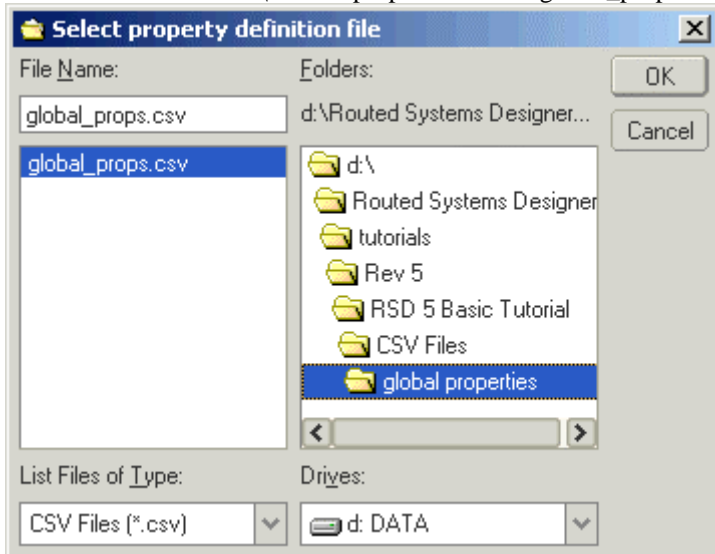 Select property definition file
File Name:
global_props.csv
global_props.csv
Folders:
d:\Routed Systems Designer...
d:\
Routed Systems Designer
tutorials
Rev 5
RSD 5 Basic Tutorial
CSV Files
global properties
OK
Cancel
List Files of Type:
CSV Files (*.csv)
Drives:
d: DATA